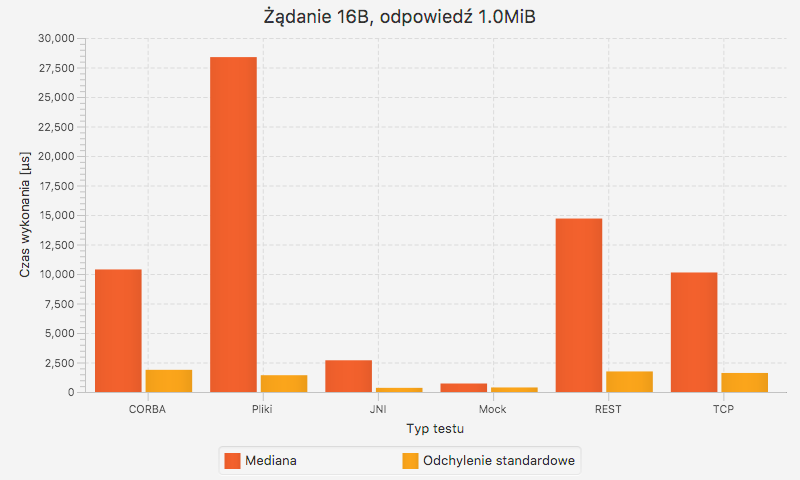 Żądanie 16B, odpowiedź 1.0MiB
Czas wykonania [µs]
30,000
27,500
25,000
22,500
20,000
17,500
15,000
12,500
10,000
7,500
5,000
2,500
0
CORBA Pliki JNI Mock REST TCP
Typ testu
Mediana Odchylenie standardowe